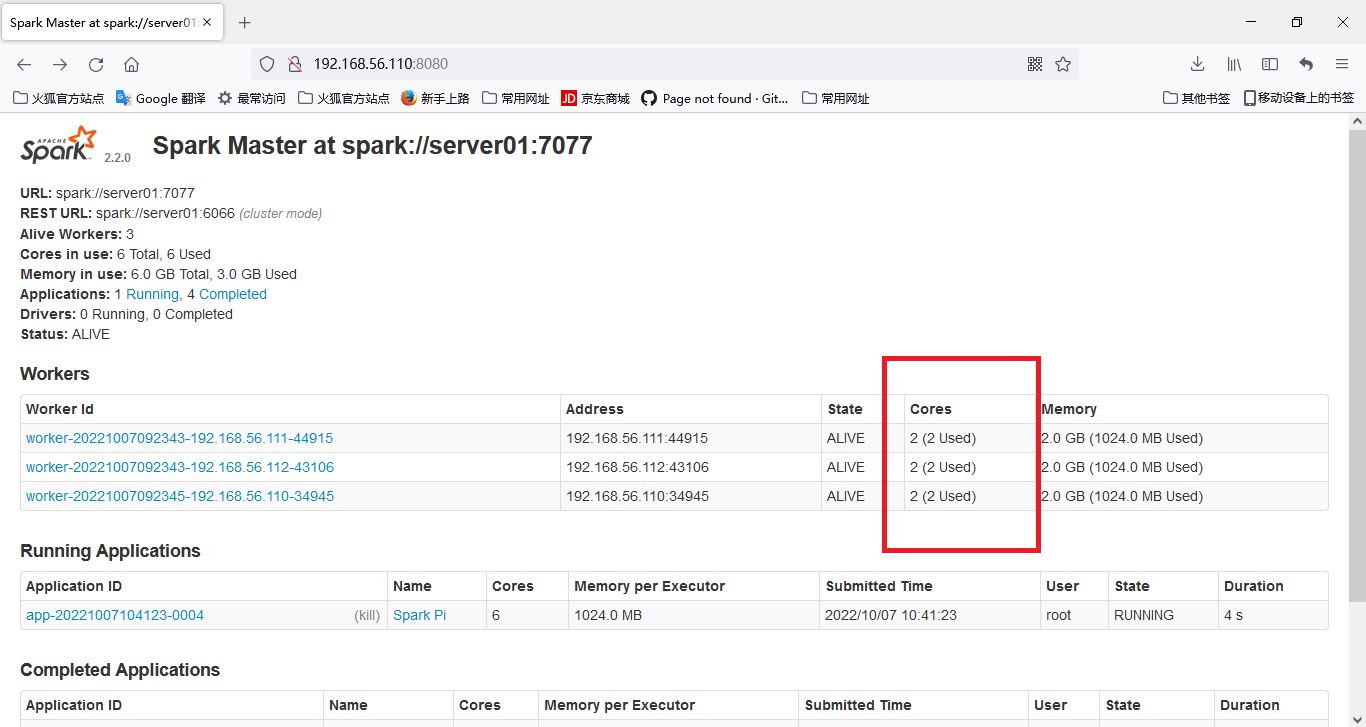 Spark Master at spark://server01:
192.168.56.110:8080
火狐官方站点 Google 翻译 最常访问 火狐官方站点 新手上路 常用网址 JD 京东商城 Page not found · Git... 常用网址 其他书签 移动设备上的书签
APACHE Spark 2.2.0 Spark Master at spark://server01:7077
URL: spark://server01:7077
REST URL: spark://server01:6066 (cluster mode)
Alive Workers: 3
Cores in use: 6 Total, 6 Used
Memory in use: 6.0 GB Total, 3.0 GB Used
Applications: 1 Running, 4 Completed
Drivers: 0 Running, 0 Completed
Status: ALIVE
Workers
Worker Id Address State Cores Memory
worker-20221007092343-192.168.56.111-44915 192.168.56.111:44915 ALIVE 2 (2 Used) 2.0 GB (1024.0 MB Used)
worker-20221007092343-192.168.56.112-43106 192.168.56.112:43106 ALIVE 2 (2 Used) 2.0 GB (1024.0 MB Used)
worker-20221007092345-192.168.56.110-34945 192.168.56.110:34945 ALIVE 2 (2 Used) 2.0 GB (1024.0 MB Used)
Running Applications
Application ID Name Cores Memory per Executor Submitted Time User State Duration
app-20221007104123-0004 (kill) Spark Pi 6 1024.0 MB 2022/10/07 10:41:23 root RUNNING 4 s
Completed Applications
Application ID Name Cores Memory per Executor Submitted Time User State Duration